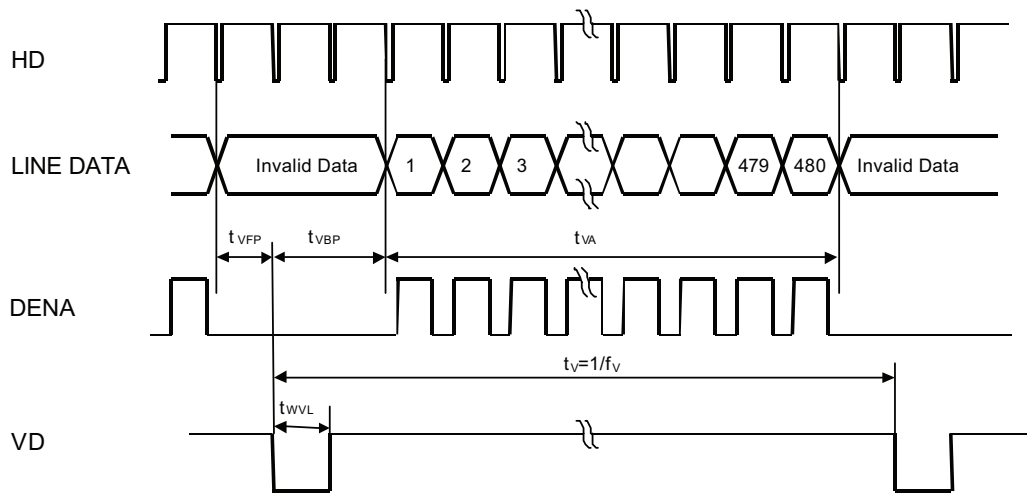 HD
LINE DATA
Invalid Data 1 2 3 479 480 Invalid Data
tVFP tVBP tVA
DENA
tV=1/fV
tWVL
VD